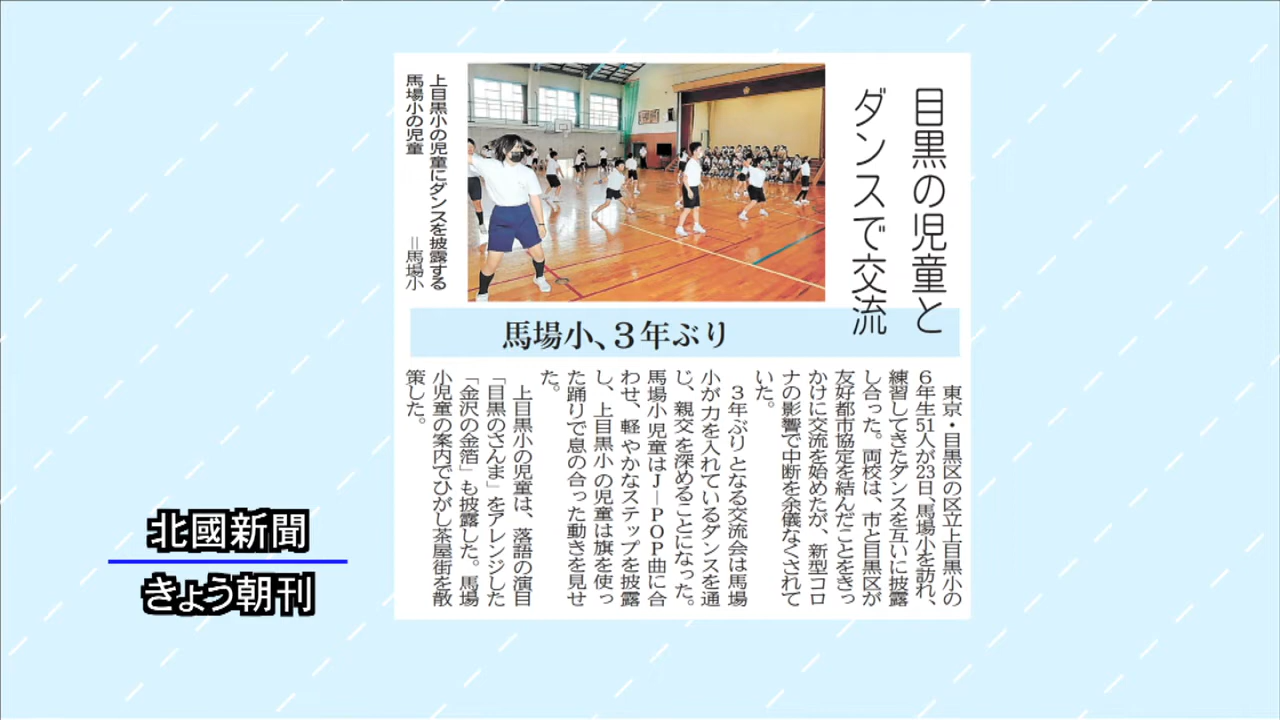 目黒の児童と
ダンスで交流
馬場小、３年ぶり
上目黒小の児童にダンスを披露する
馬場小の児童　＝馬場小
東京・目黒区の区立上目黒小の
６年生51人が23日、馬場小を訪れ、
練習してきたダンスを互いに披露
し合った。両校は、市と目黒区が
友好都市協定を結んだことをきっ
かけに交流を始めたが、新型コロ
ナの影響で中断を余儀なくされて
いた。
３年ぶりとなる交流会は馬場
小が力を入れているダンスを通
じ、親交を深めることになった。
馬場小児童はＪ―ＰＯＰ曲に合
わせ、軽やかなステップを披露
し、上目黒小の児童は旗を使っ
た踊りで息の合った動きを見せ
た。
上目黒小の児童は、落語の演目
「目黒のさんま」をアレンジした
「金沢の金箔」も披露した。馬場
小児童の案内でひがし茶屋街を散
策した。
北國新聞
きょう朝刊